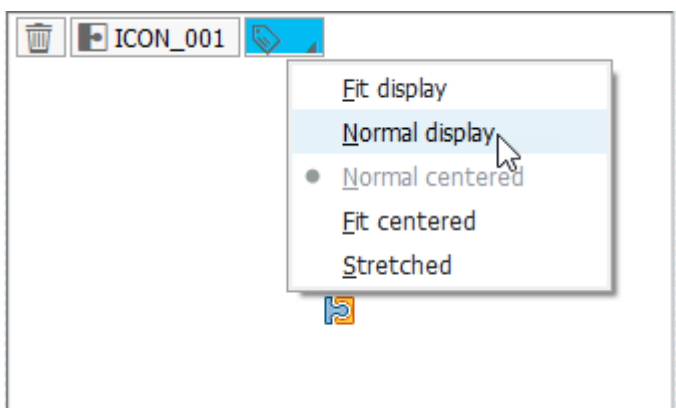 ICON_001
Fit display
Normal display
Normal centered
Fit centered
Stretched